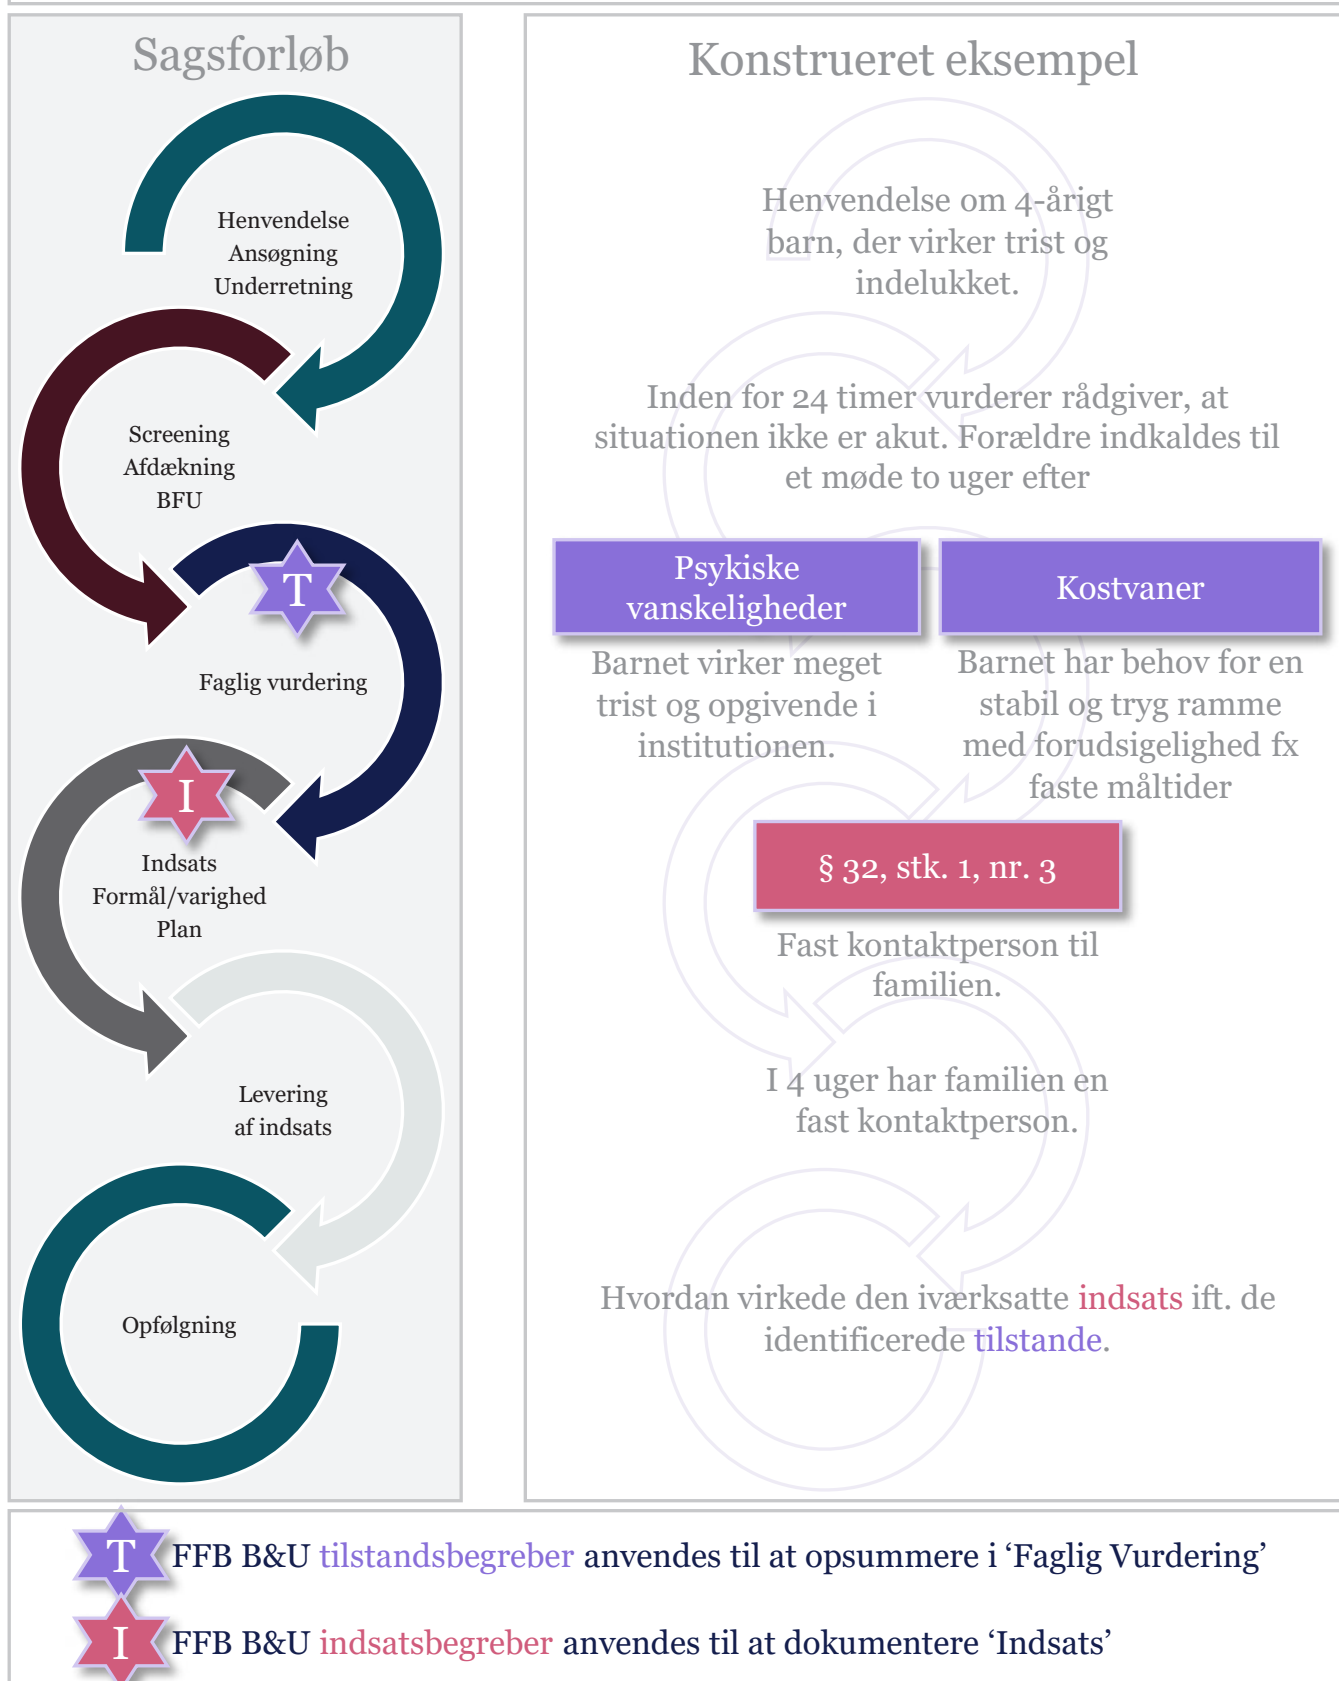 Sagsforløb
Henvendelse
Ansøgning
Underretning
Screening
Afdækning
BFU
T
Faglig vurdering
I
Indsats
Formål/varighed
Plan
Levering
af indsats
Opfølgning
Konstrueret eksempel
Henvendelse om 4-årigt
barn, der virker trist og
indelukket.
Inden for 24 timer vurderer rådgiver, at
situationen ikke er akut. Forældre indkaldes til
et møde to uger efter
Psykiske
vanskeligheder
Barnet virker meget
trist og opgivende i
institutionen.
Kostvaner
Barnet har behov for en
stabil og tryg ramme
med forudsigelighed fx
faste måltider
§ 32, stk. 1, nr. 3
Fast kontaktperson til
familien.
I 4 uger har familien en
fast kontaktperson.
Hvordan virkede den iværksatte indsats ift. de
identificerede tilstande.
T FFB B&U tilstandsbegreber anvendes til at opsummere i ‘Faglig Vurdering’
I FFB B&U indsatsbegreber anvendes til at dokumentere ‘Indsats’